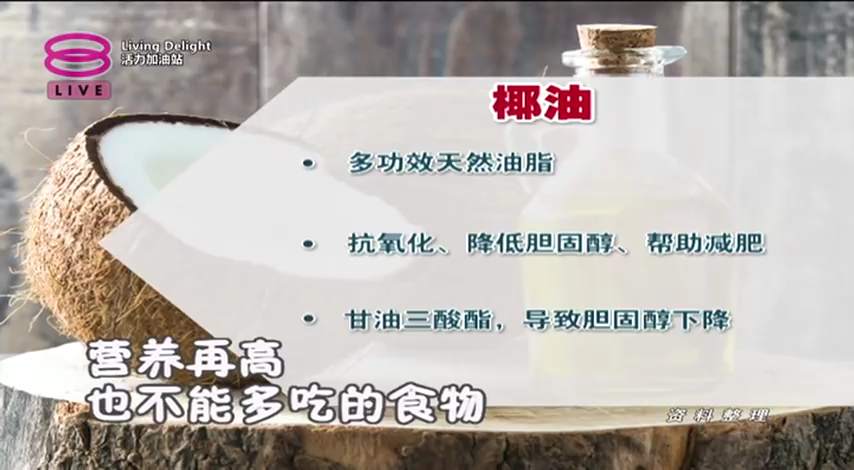 Living Delight
活力加油站
LIVE
椰油
• 多功效天然油脂
• 抗氧化、降低胆固醇、帮助减肥
• 甘油三酸酯，导致胆固醇下降
营养再高
也不能多吃的食物
资料整理